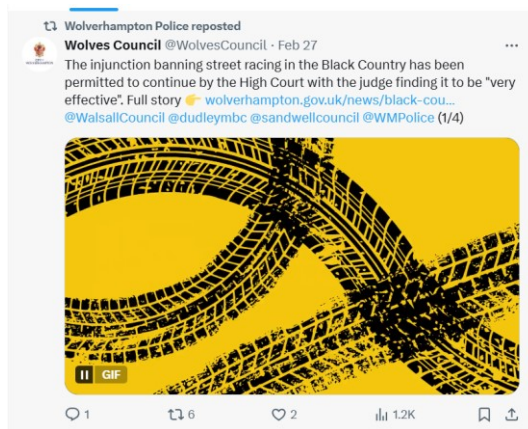 Wolverhampton Police reposted
Wolves Council @WolvesCouncil · Feb 27
The injunction banning street racing in the Black Country has been
permitted to continue by the High Court with the judge finding it to be "very
effective". Full story 👉 wolverhampton.gov.uk/news/black-cou...
@WalsallCouncil @dudleymbc @sandwellcouncil @WMPolice (1/4)
GIF
1 6 2 1.2K